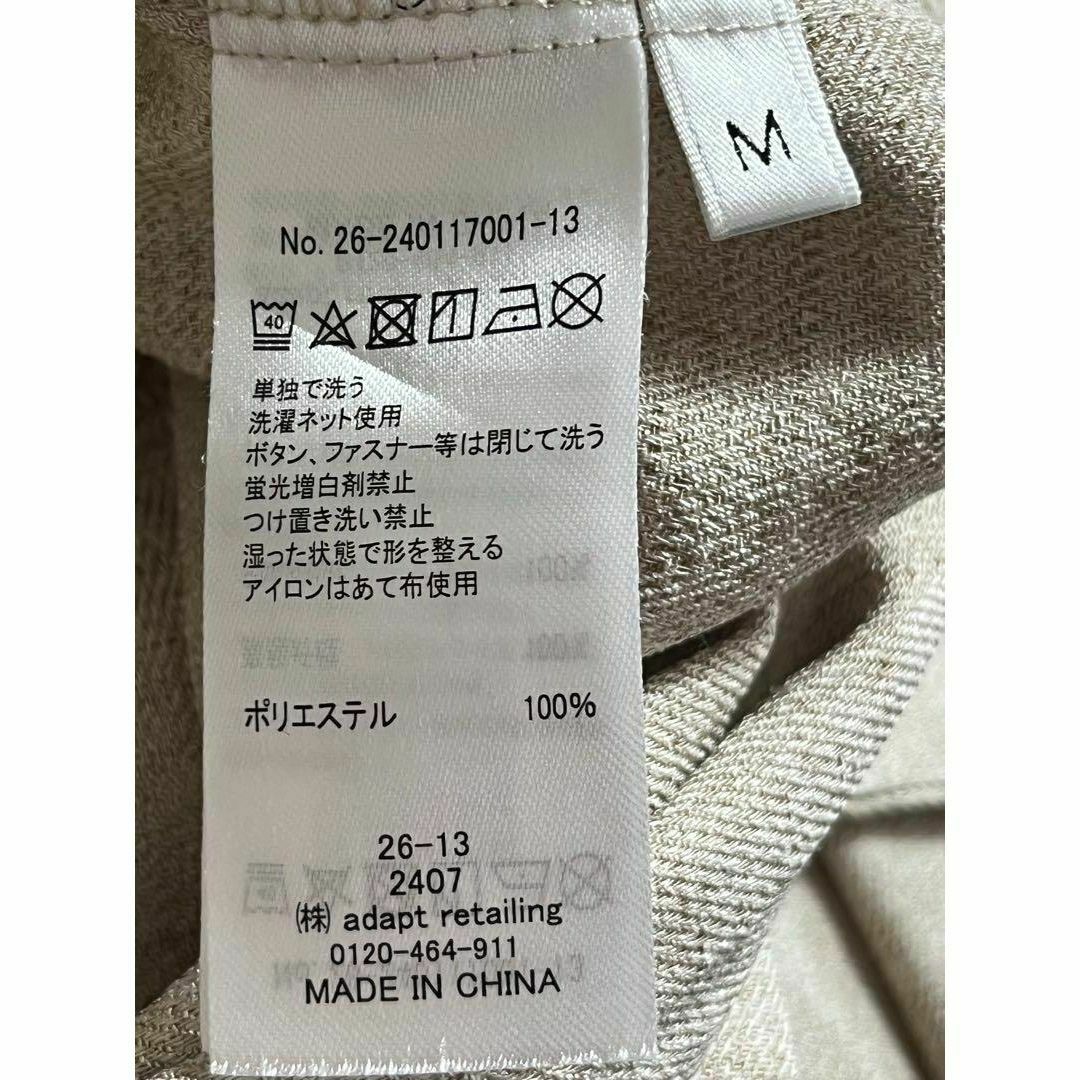 M
No. 26-240117001-13
40
単独で洗う
洗濯ネット使用
ボタン、ファスナー等は閉じて洗う
蛍光増白剤禁止
つけ置き洗い禁止
湿った状態で形を整える
アイロンはあて布使用
ポリエステル 100%
26-13
2407
㈱ adapt retailing
0120-464-911
MADE IN CHINA